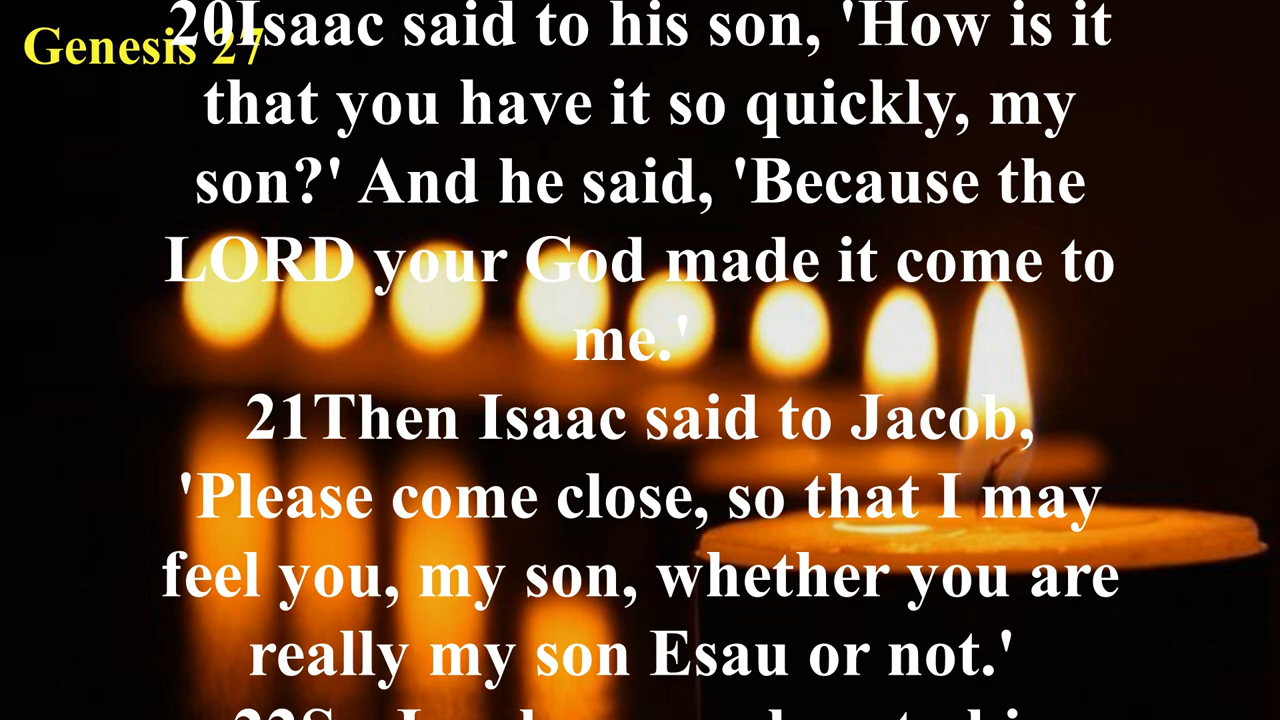 Genesis 27
20Isaac said to his son, 'How is it
that you have it so quickly, my
son?' And he said, 'Because the
LORD your God made it come to
me.'
21Then Isaac said to Jacob,
'Please come close, so that I may
feel you, my son, whether you are
really my son Esau or not.'